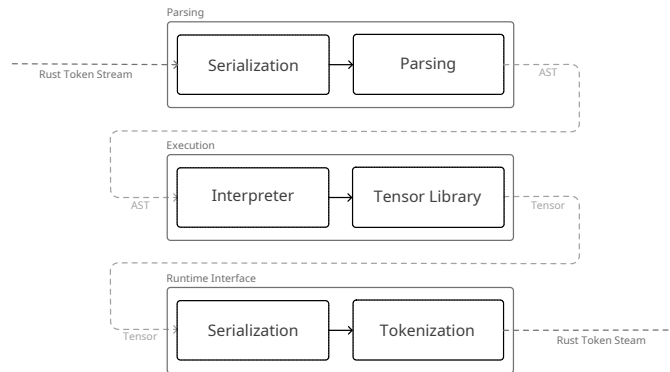 Parsing
Serialization
Parsing
Rust Token Stream
AST
Execution
Interpreter
Tensor Library
AST
Tensor
Runtime Interface
Serialization
Tokenization
Tensor
Rust Token Steam